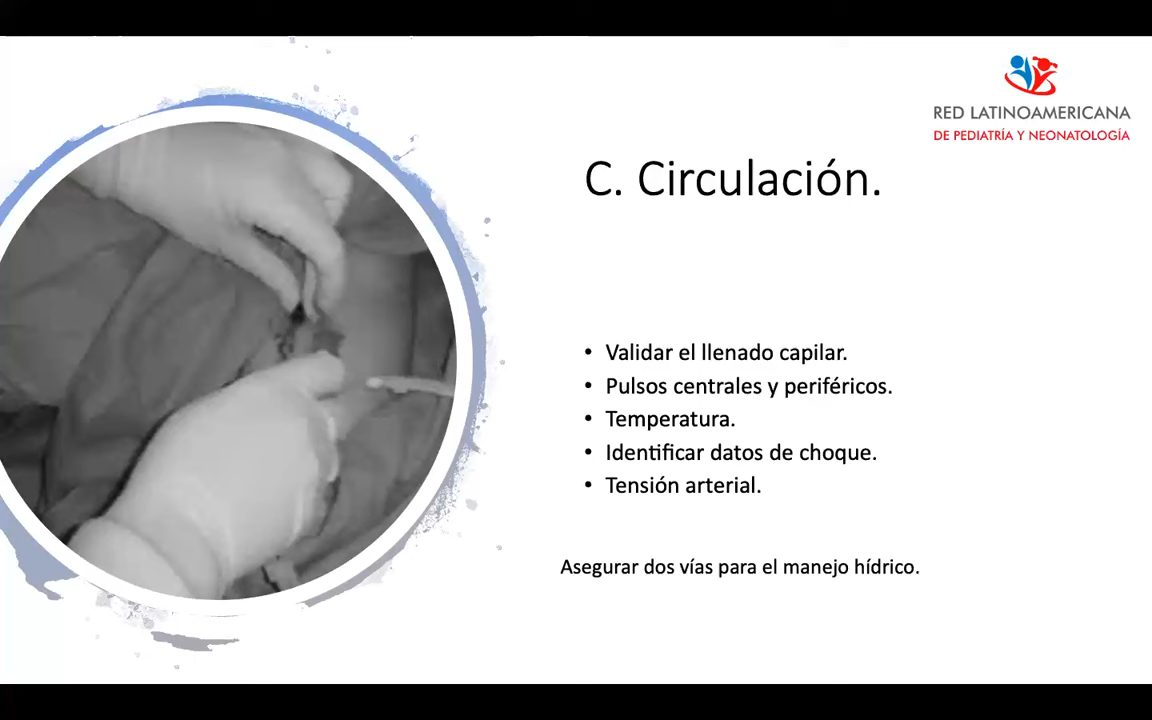 RED LATINOAMERICANA
DE PEDIATRÍA Y NEONATOLOGÍA
C. Circulación.
• Validar el llenado capilar.
• Pulsos centrales y periféricos.
• Temperatura.
• Identificar datos de choque.
• Tensión arterial.
Asegurar dos vías para el manejo hídrico.